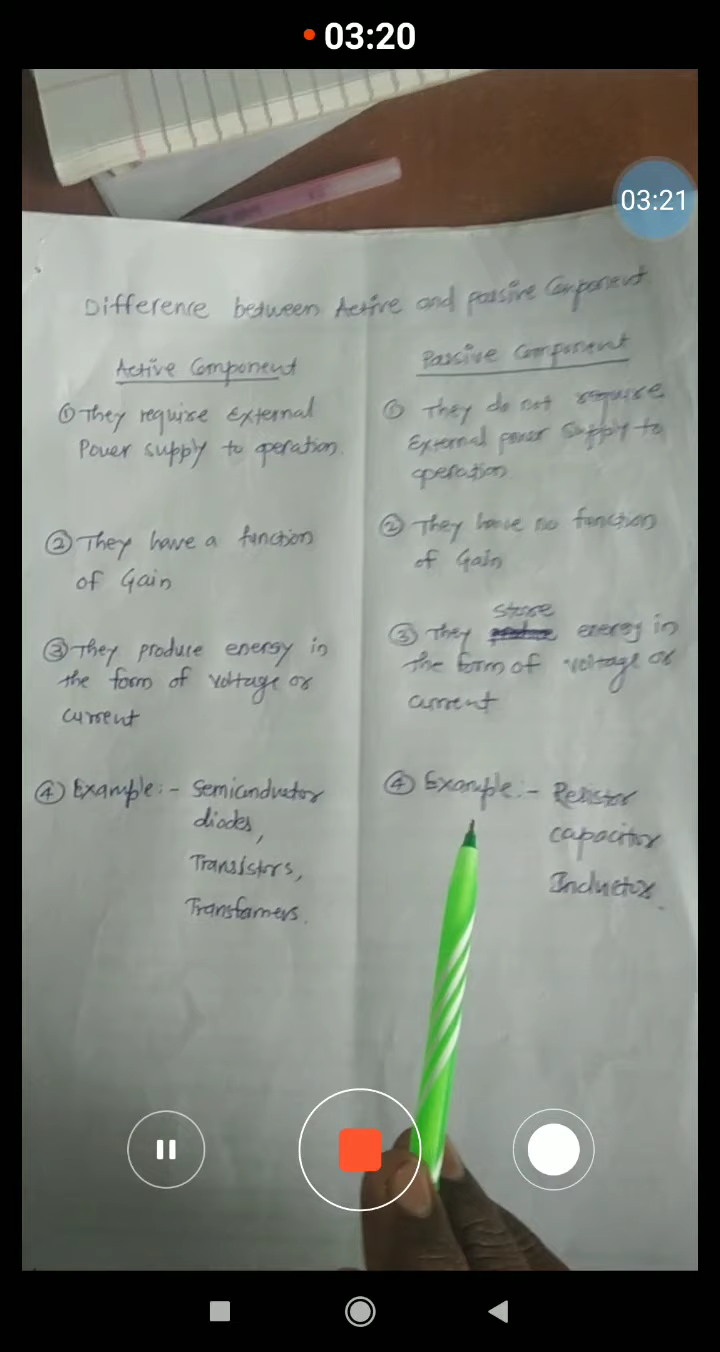 03:20
03:21
Difference between Active and passive Component
Active Component
① They require External
Power supply to operation.
② They have a function
of Gain
③ They produce energy in
the form of voltage or
current
④ Example:- Semiconductor
diodes,
Transistors,
Transfamers.
Passive Component
① They do not require
External power Supply to
operation
② They have no function
of Gain
store
③ They energy in
the form of voltage or
current
④ Example:- Resistor
capacitor
Inductor.